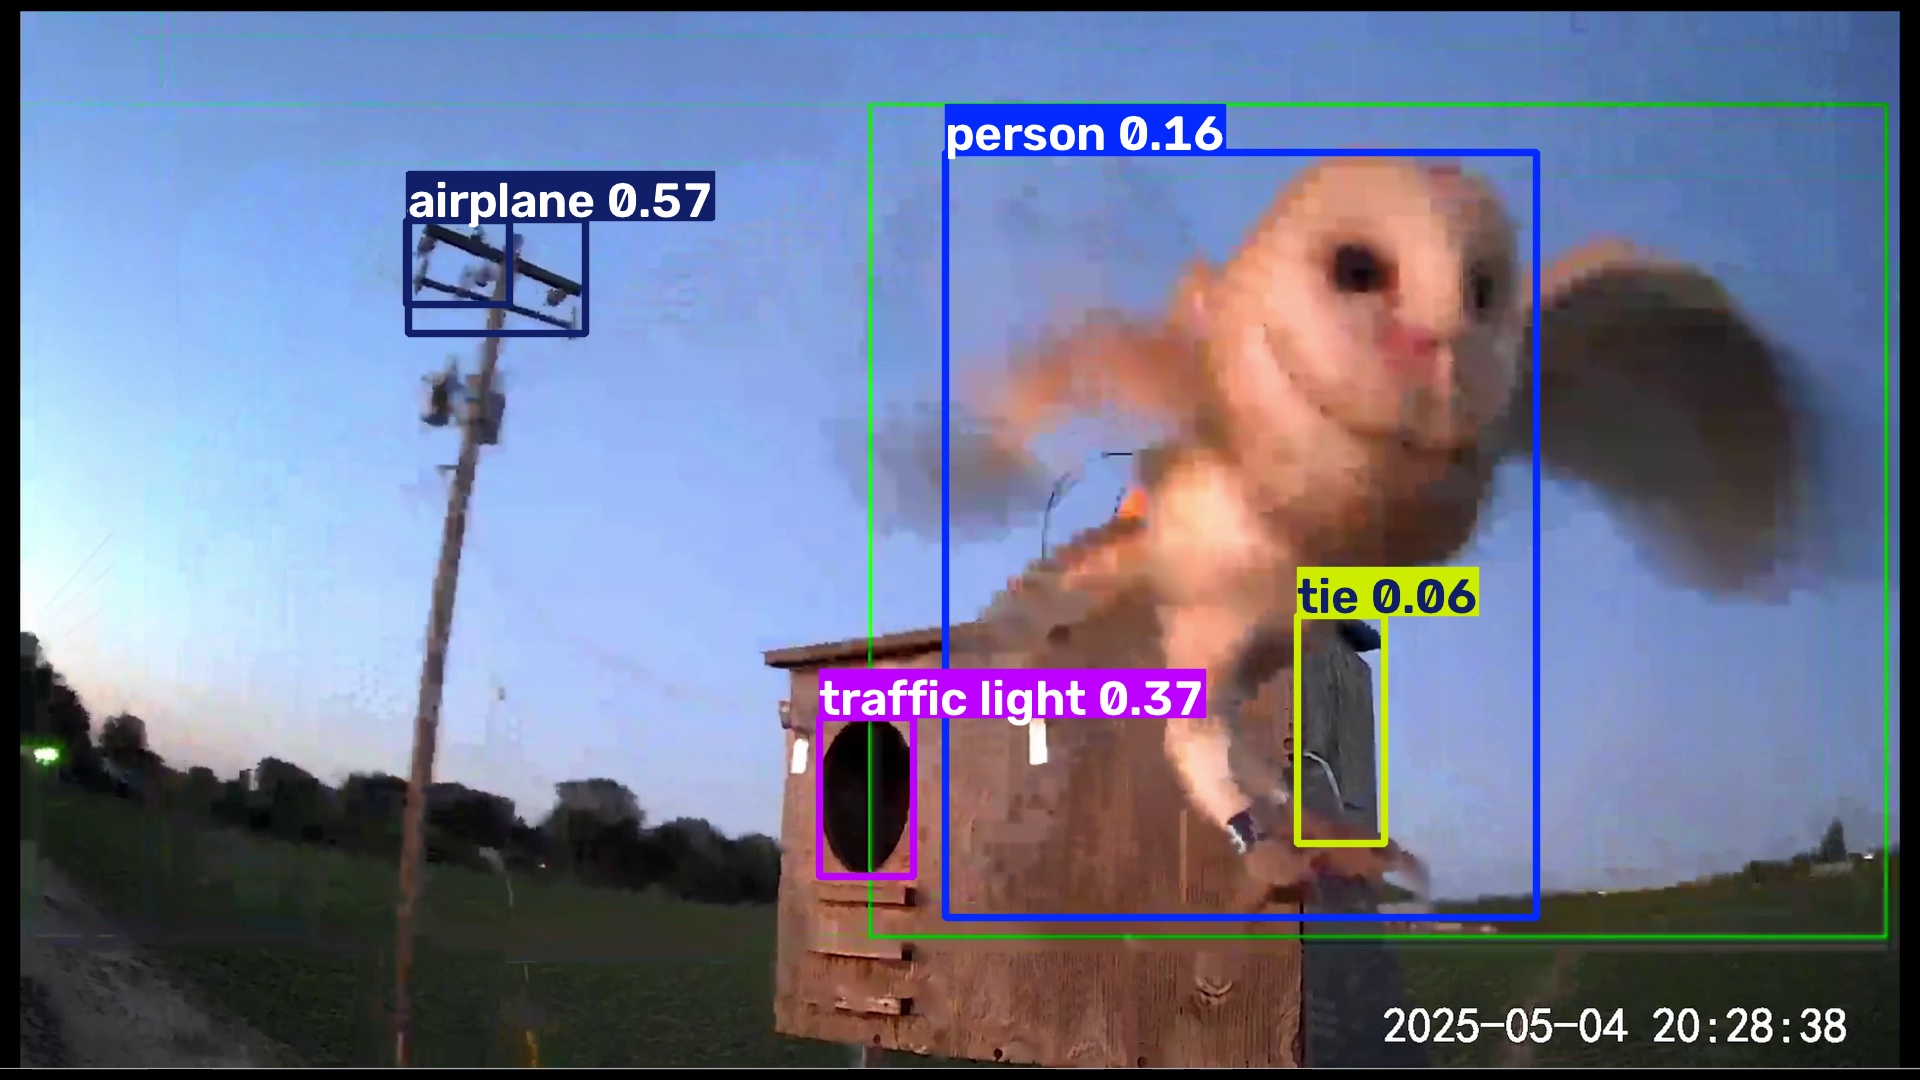 person 0.16
airplane 0.57
tie 0.06
traffic light 0.37
2025-05-04 20:28:38